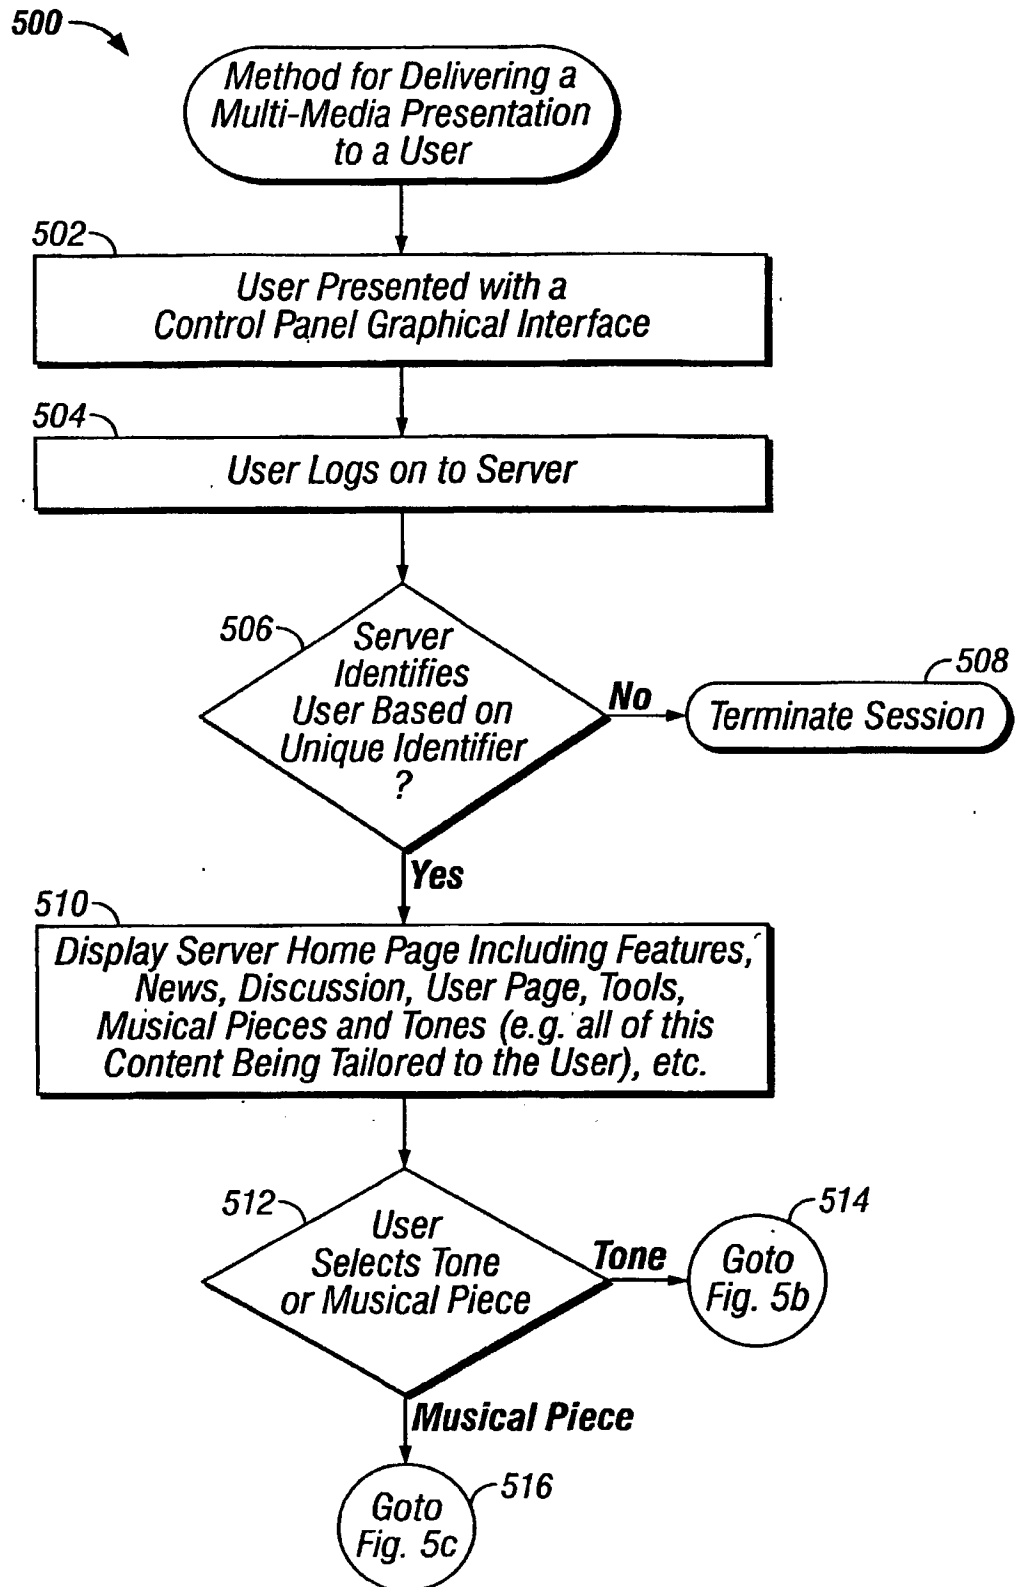 500
Method for Delivering a
Multi-Media Presentation
to a User
502
User Presented with a
Control Panel Graphical Interface
504
User Logs on to Server
506
Server
Identifies
User Based on
Unique Identifier
?
No
508
Terminate Session
Yes
510
Display Server Home Page Including Features,
News, Discussion, User Page, Tools,
Musical Pieces and Tones (e.g. all of this
Content Being Tailored to the User), etc.
512
User
Selects Tone
or Musical Piece
Tone
514
Goto
Fig. 5b
Musical Piece
516
Goto
Fig. 5c